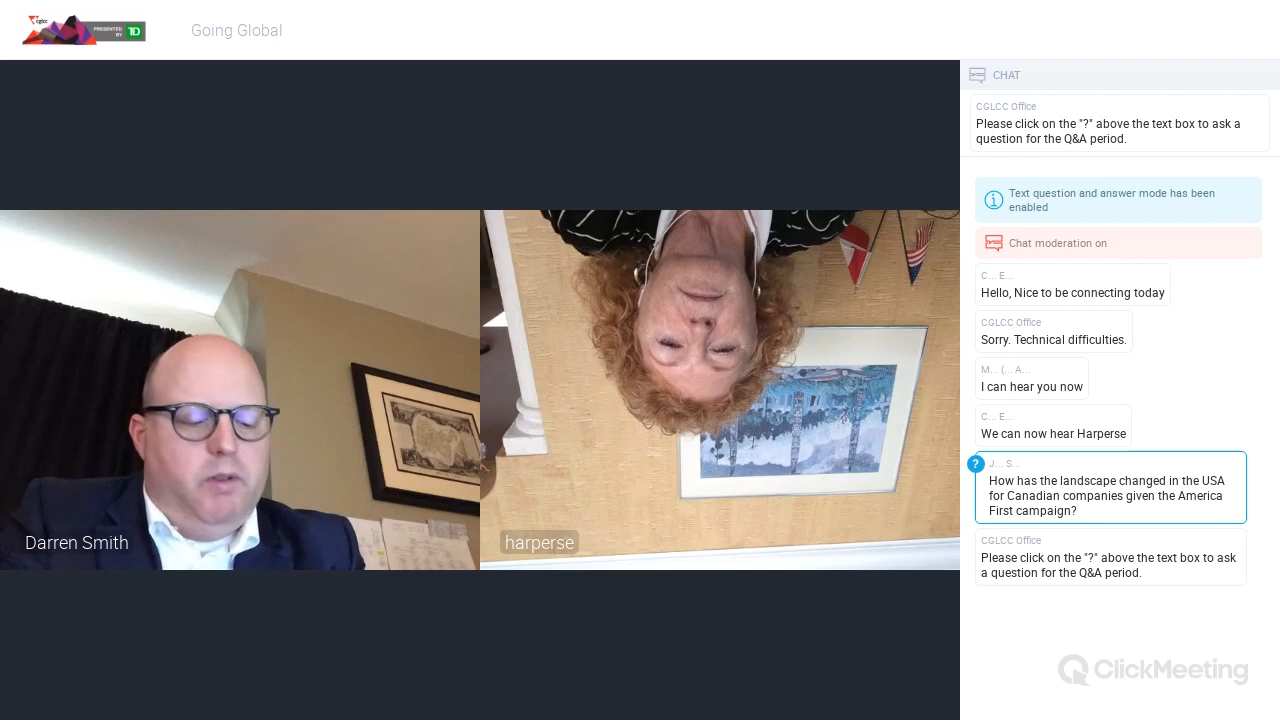 cglcc
PRESENTED
BY
TD
Going Global
CHAT
CGLCC Office
Please click on the "?" above the text box to ask a
question for the Q&A period.
Text question and answer mode has been
enabled
Chat moderation on
C... E...
Hello, Nice to be connecting today
CGLCC Office
Sorry. Technical difficulties.
M... (... A...
I can hear you now
C... E...
We can now hear Harperse
?
J... S...
How has the landscape changed in the USA
for Canadian companies given the America
First campaign?
CGLCC Office
Please click on the "?" above the text box to ask
a question for the Q&A period.
Darren Smith
harperse
ClickMeeting